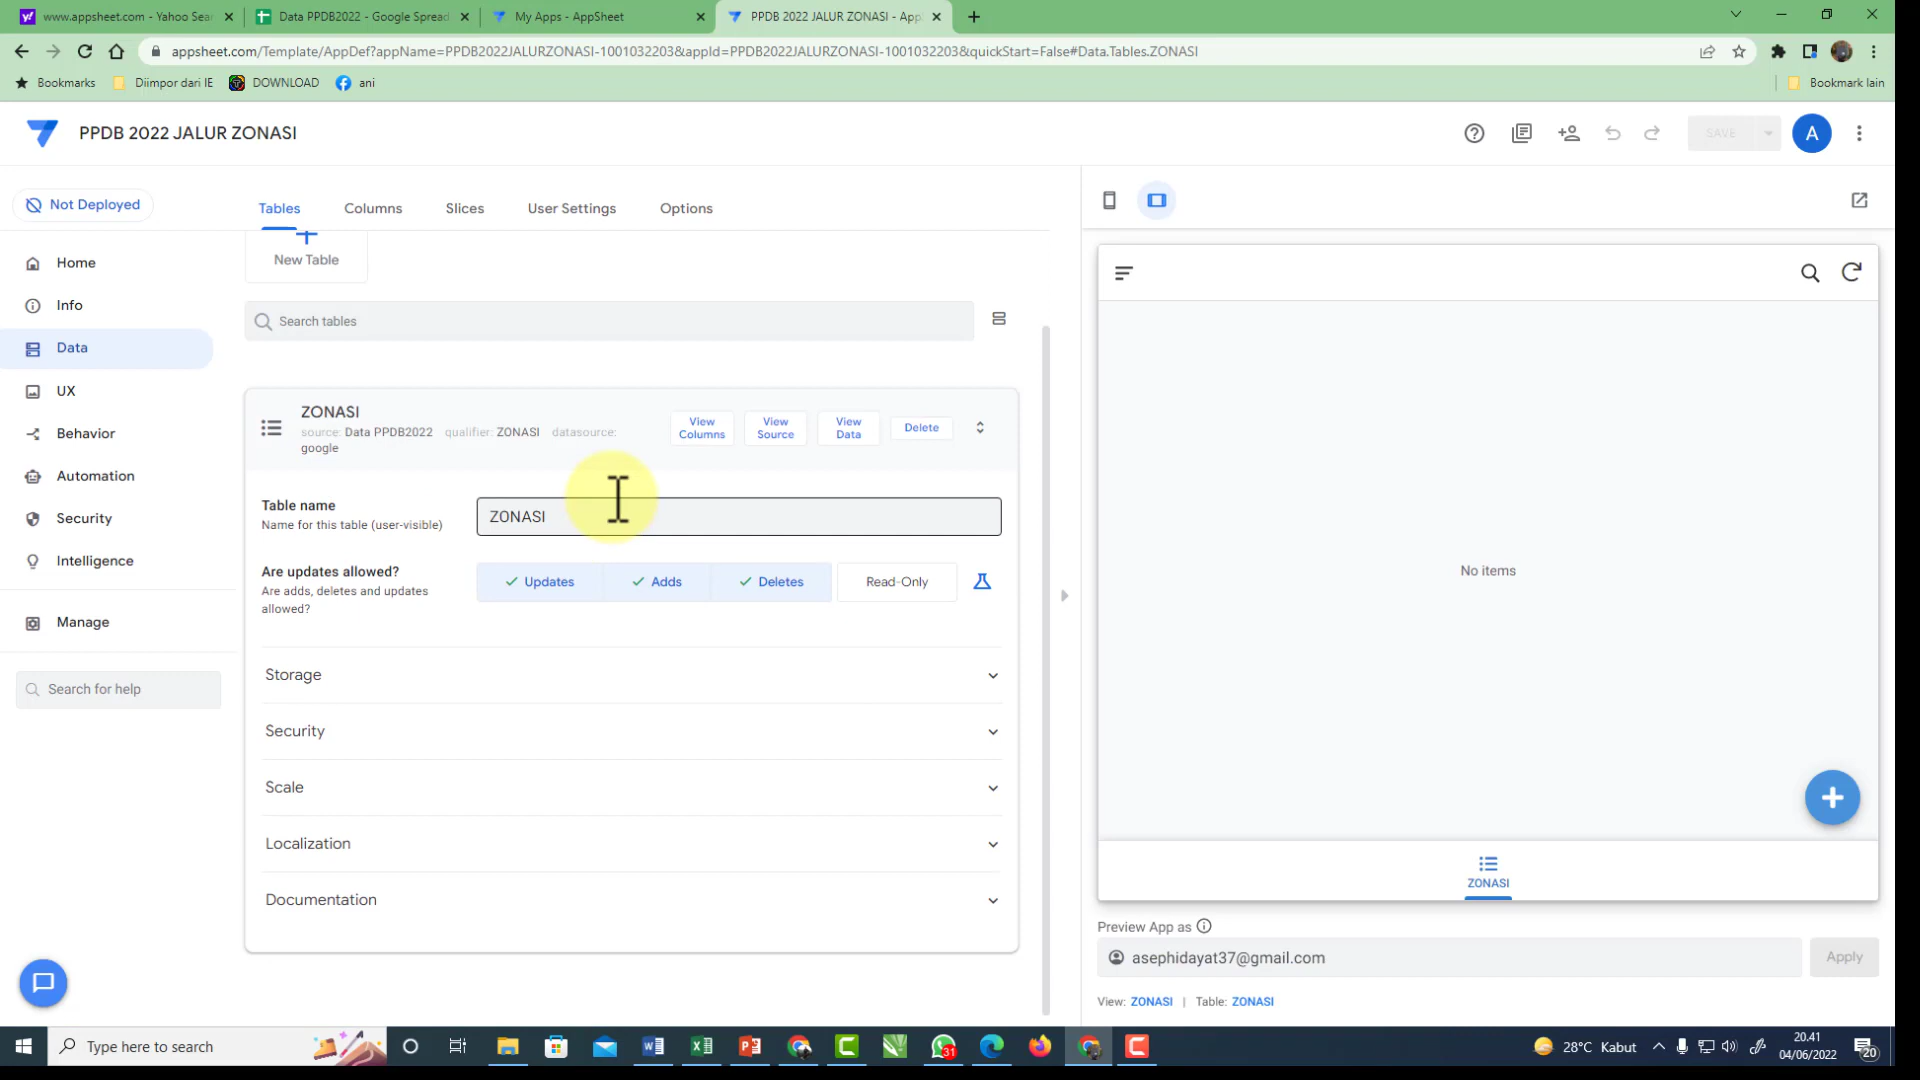 www.appsheet.com - Yahoo Sear
Data PPDB2022 - Google Spread
My Apps - AppSheet
PPDB 2022 JALUR ZONASI - App
appsheet.com/Template/AppDef?appName=PPDB2022JALURZONASI-1001032203&appId=PPDB2022JALURZONASI-1001032203&quickStart=False#Data.Tables.ZONASI
Bookmarks
Diimpor dari IE
DOWNLOAD
ani
Bookmark lain
PPDB 2022 JALUR ZONASI
SAVE
A
Not Deployed
Tables
Columns
Slices
User Settings
Options
Home
Info
Data
UX
Behavior
Automation
Security
Intelligence
Manage
Search for help
New Table
Search tables
ZONASI
source: Data PPDB2022 qualifier: ZONASI datasource:
google
View
Columns
View
Source
View
Data
Delete
Table name
Name for this table (user-visible)
ZONASI
Are updates allowed?
Are adds, deletes and updates
allowed?
Updates
Adds
Deletes
Read-Only
Storage
Security
Scale
Localization
Documentation
No items
ZONASI
Preview App as
asephidayat37@gmail.com
Apply
View: ZONASI | Table: ZONASI
Type here to search
31
28°C Kabut
20.41
04/06/2022
20